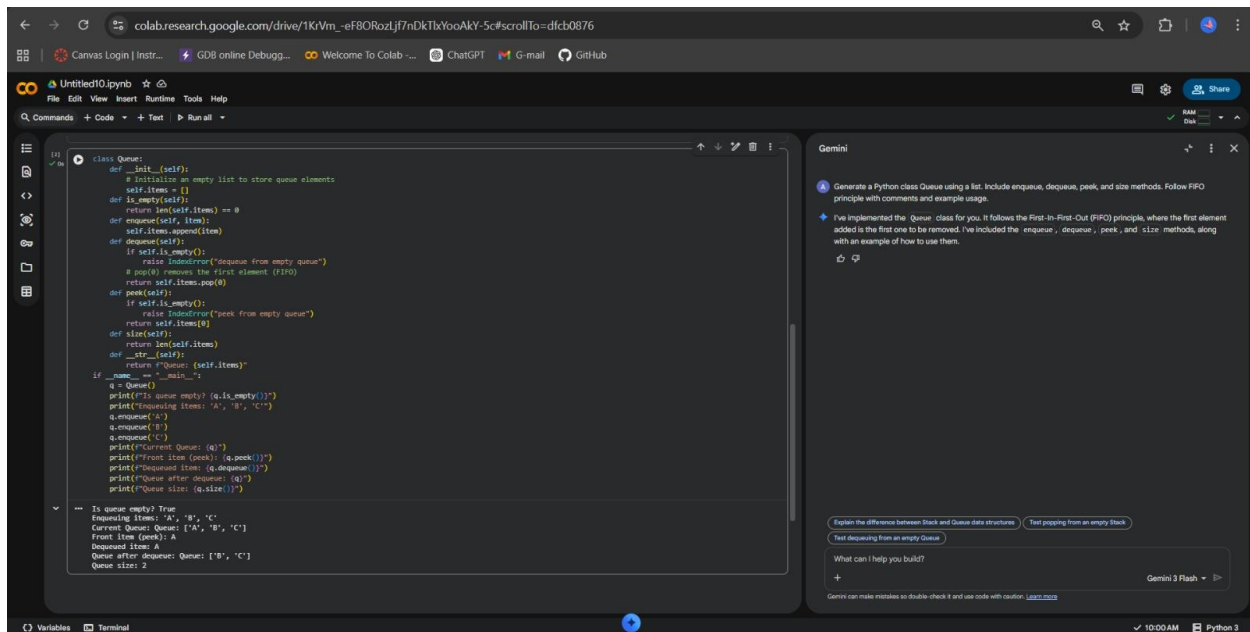 colab.research.google.com/drive/1KrVm_-eF8ORozLjf7nDkTlxYooAkY-5c#scrollTo=dfcb0876
Canvas Login | Instr... GDB online Debugg... Welcome To Colab -... ChatGPT G-mail GitHub
Untitled10.ipynb
File Edit View Insert Runtime Tools Help
Share
Commands + Code + Text Run all
RAM
Disk
[2]
0s
class Queue:
def __init__(self):
# Initialize an empty list to store queue elements
self.items = []
def is_empty(self):
return len(self.items) == 0
def enqueue(self, item):
self.items.append(item)
def dequeue(self):
if self.is_empty():
raise IndexError("dequeue from empty queue")
# pop(0) removes the first element (FIFO)
return self.items.pop(0)
def peek(self):
if self.is_empty():
raise IndexError("peek from empty queue")
return self.items[0]
def size(self):
return len(self.items)
def __str__(self):
return f"Queue: {self.items}"
if __name__ == "__main__":
q = Queue()
print(f"Is queue empty? {q.is_empty()}")
print("Enqueuing items: 'A', 'B', 'C'")
q.enqueue('A')
q.enqueue('B')
q.enqueue('C')
print(f"Current Queue: {q}")
print(f"Front item (peek): {q.peek()}")
print(f"Dequeued item: {q.dequeue()}")
print(f"Queue after dequeue: {q}")
print(f"Queue size: {q.size()}")
Is queue empty? True
Enqueuing items: 'A', 'B', 'C'
Current Queue: Queue: ['A', 'B', 'C']
Front item (peek): A
Dequeued item: A
Queue after dequeue: Queue: ['B', 'C']
Queue size: 2
Gemini
A Generate a Python class Queue using a list. Include enqueue, dequeue, peek, and size methods. Follow FIFO
principle with comments and example usage.
I've implemented the Queue class for you. It follows the First-In-First-Out (FIFO) principle, where the first element
added is the first one to be removed. I've included the enqueue, dequeue, peek, and size methods, along
with an example of how to use them.
Explain the difference between Stack and Queue data structures Test popping from an empty Stack
Test dequeuing from an empty Queue
What can I help you build?
+ Gemini 3 Flash
Gemini can make mistakes so double-check it and use code with caution. Learn more
Variables Terminal
10:00 AM Python 3